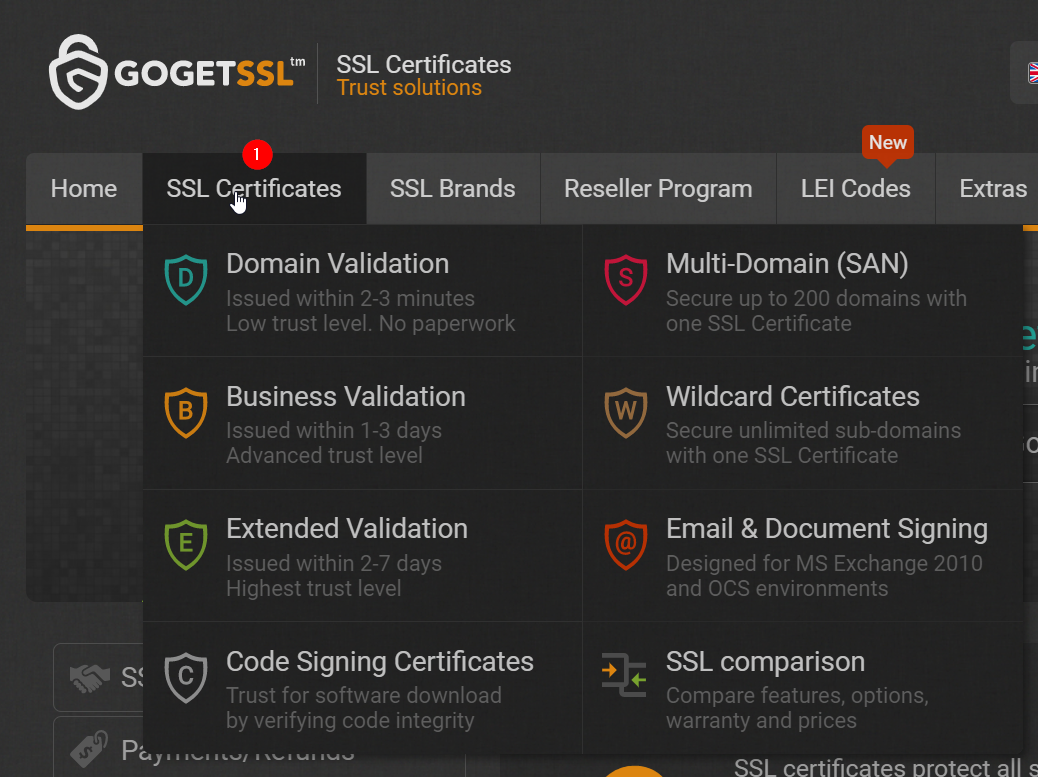 GOGETSSL™
SSL Certificates
Trust solutions
New
1
Home
SSL Certificates
SSL Brands
Reseller Program
LEI Codes
Extras
D
Domain Validation
Issued within 2-3 minutes
Low trust level. No paperwork
S
Multi-Domain (SAN)
Secure up to 200 domains with
one SSL Certificate
B
Business Validation
Issued within 1-3 days
Advanced trust level
W
Wildcard Certificates
Secure unlimited sub-domains
with one SSL Certificate
E
Extended Validation
Issued within 2-7 days
Highest trust level
@
Email & Document Signing
Designed for MS Exchange 2010
and OCS environments
C
Code Signing Certificates
Trust for software download
by verifying code integrity
SSL comparison
Compare features, options,
warranty and prices
Payments/Refunds
SSL certificates protect all